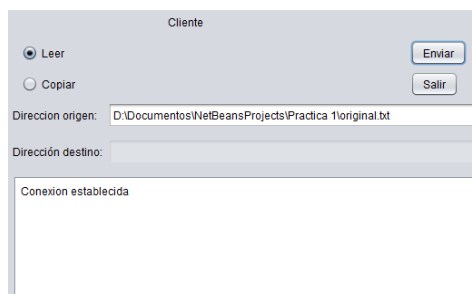 Cliente
Leer
Enviar
Copiar
Salir
Direccion origen: D:\Documentos\NetBeansProjects\Practica 1\original.txt
Dirección destino:
Conexion establecida